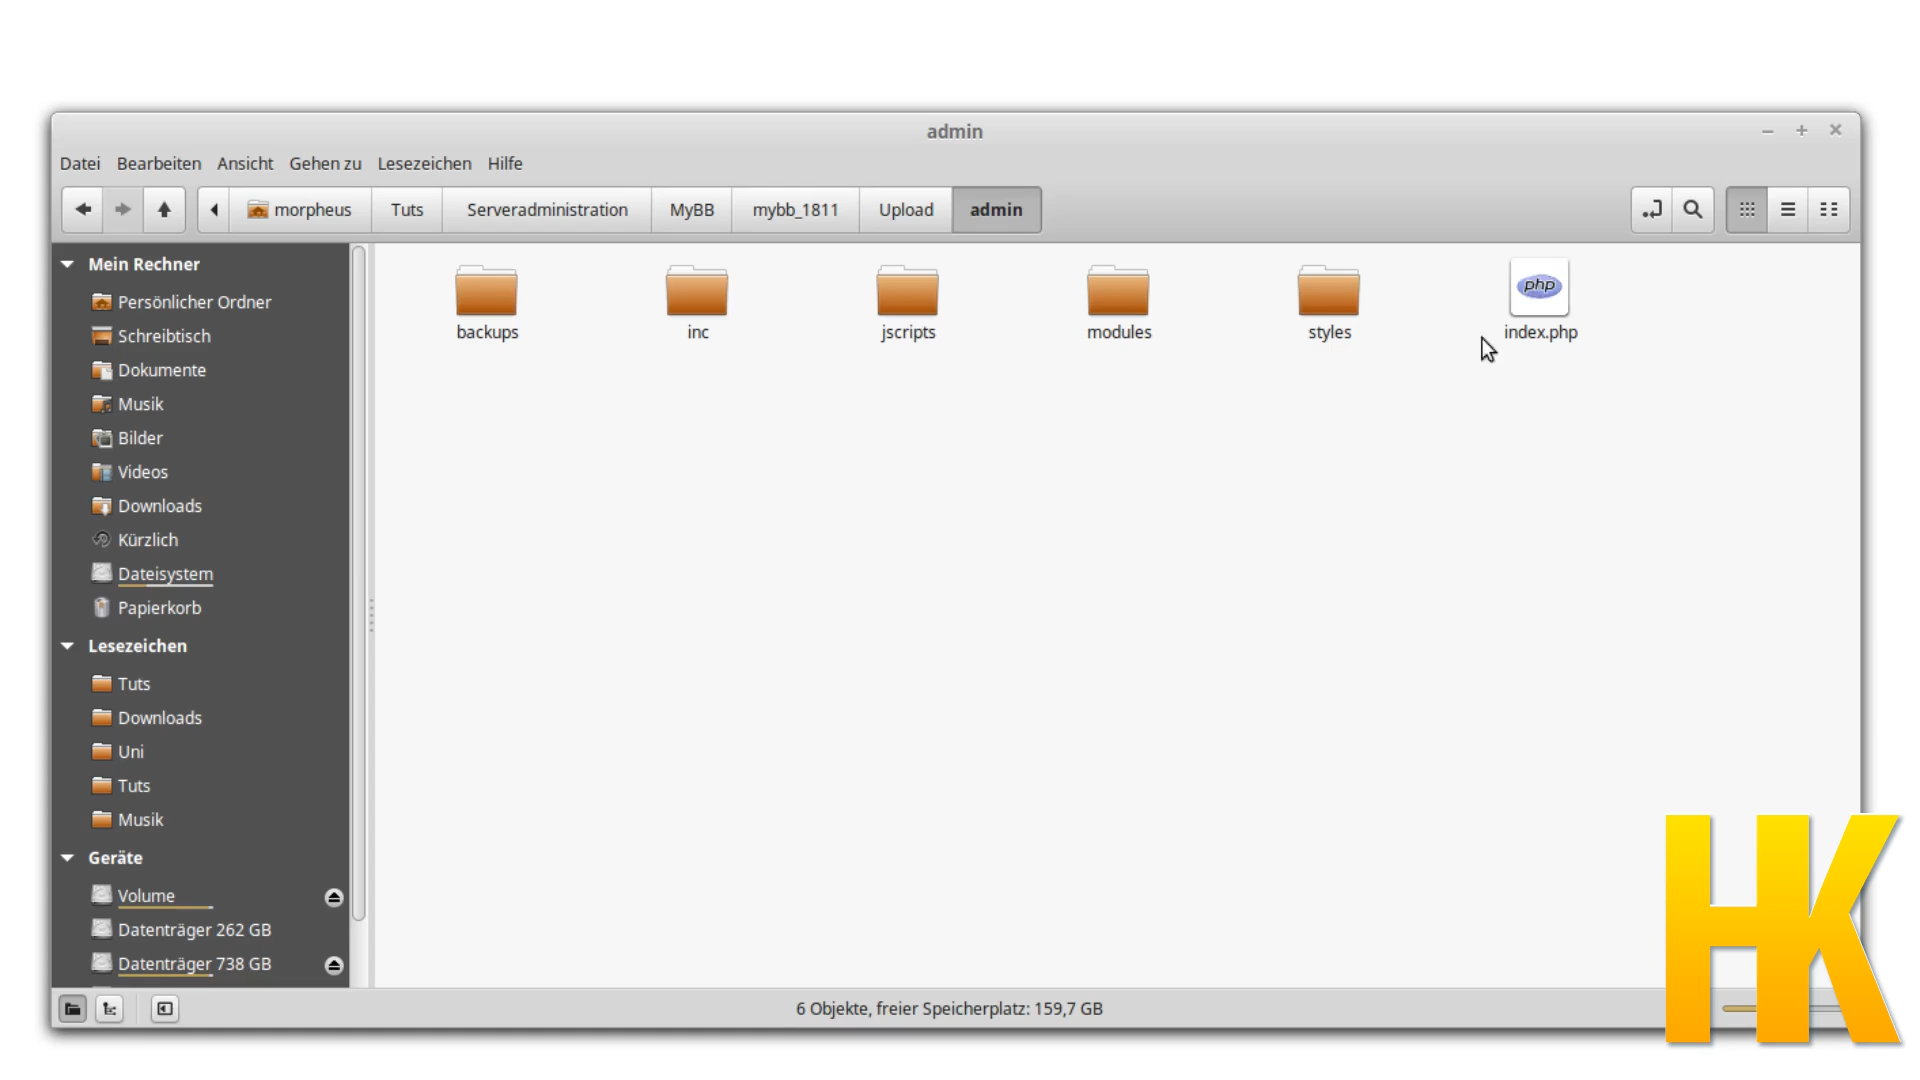 admin
Datei Bearbeiten Ansicht Gehen zu Lesezeichen Hilfe
morpheus Tuts Serveradministration MyBB mybb_1811 Upload admin
Mein Rechner
Persönlicher Ordner
Schreibtisch
Dokumente
Musik
Bilder
Videos
Downloads
Kürzlich
Dateisystem
Papierkorb
Lesezeichen
Tuts
Downloads
Uni
Tuts
Musik
Geräte
Volume
Datenträger 262 GB
Datenträger 738 GB
php
backups inc jscripts modules styles index.php
6 Objekte, freier Speicherplatz: 159,7 GB
HK